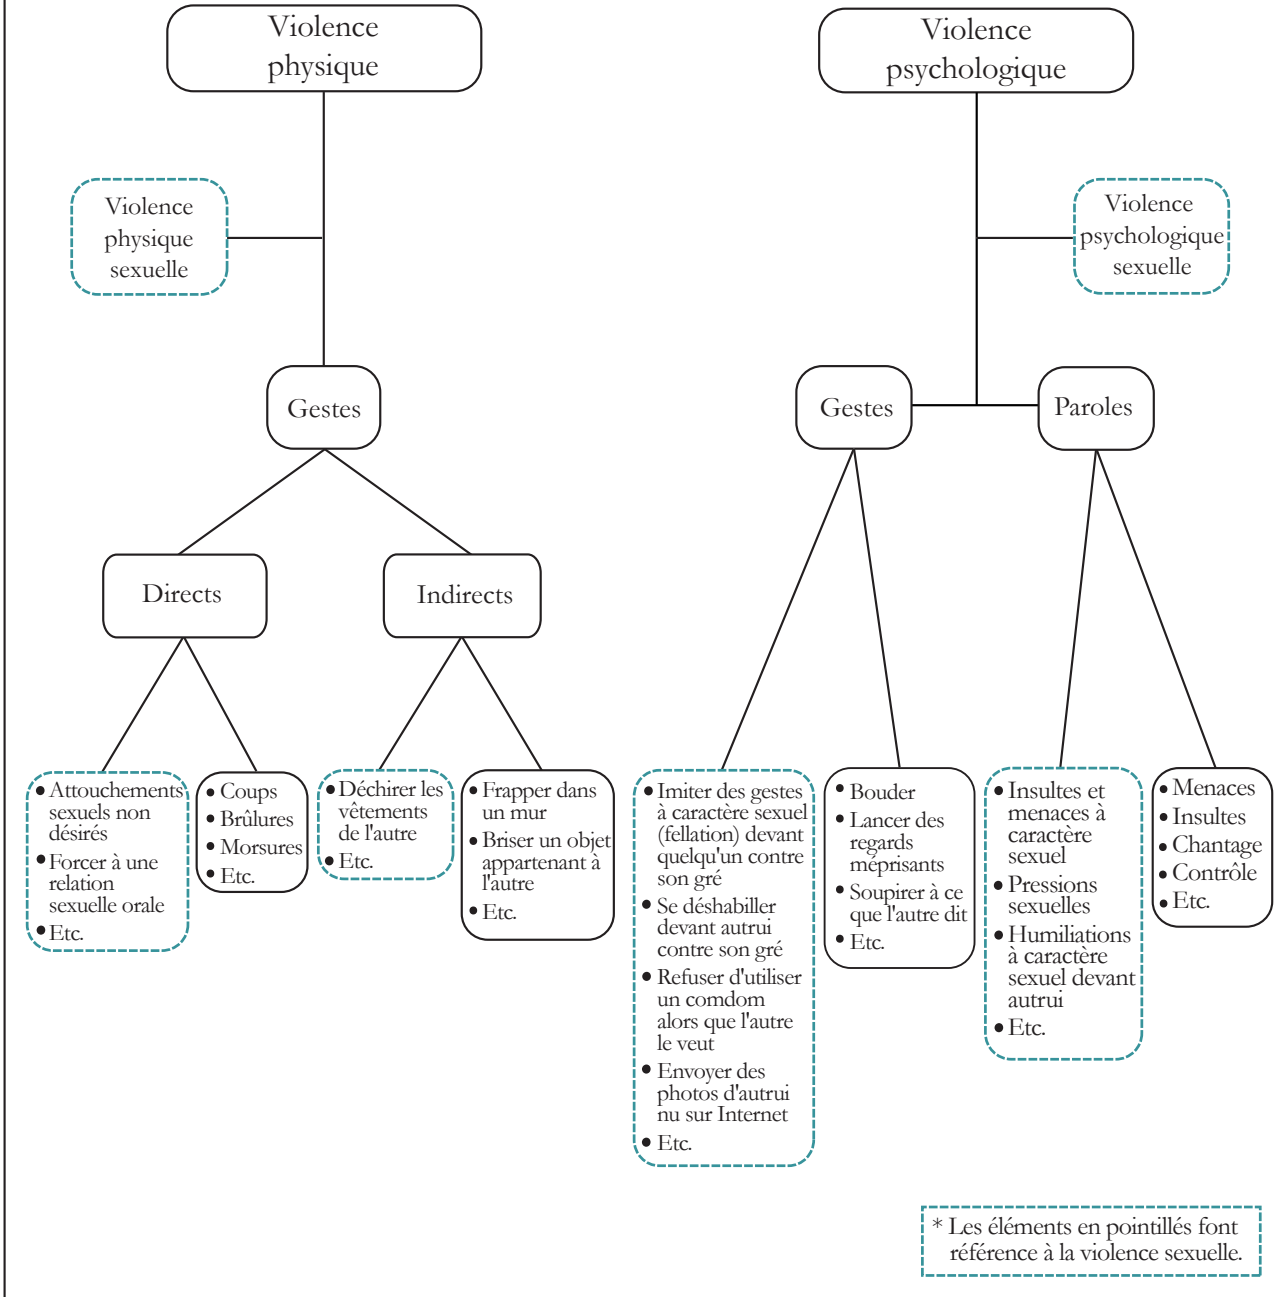 Violence
physique
Violence
psychologique
Violence
physique
sexuelle
Violence
psychologique
sexuelle
Gestes
Gestes
Paroles
Directs
Indirects
• Attouchements
sexuels non
désirés
• Forcer à une
relation
sexuelle orale
• Etc.
• Coups
• Brûlures
• Morsures
• Etc.
• Déchirer les
vêtements
de l'autre
• Etc.
• Frapper dans
un mur
• Briser un objet
appartenant à
l'autre
• Etc.
• Imiter des gestes
à caractère sexuel
(fellation) devant
quelqu'un contre
son gré
• Se déshabiller
devant autrui
contre son gré
• Refuser d'utiliser
un comdom
alors que l'autre
le veut
• Envoyer des
photos d'autrui
nu sur Internet
• Etc.
• Bouder
• Lancer des
regards
méprisants
• Soupirer à ce
que l'autre dit
• Etc.
• Insultes et
menaces à
caractère
sexuel
• Pressions
sexuelles
• Humiliations
à caractère
sexuel devant
autrui
• Etc.
• Menaces
• Insultes
• Chantage
• Contrôle
• Etc.
* Les éléments en pointillés font
référence à la violence sexuelle.